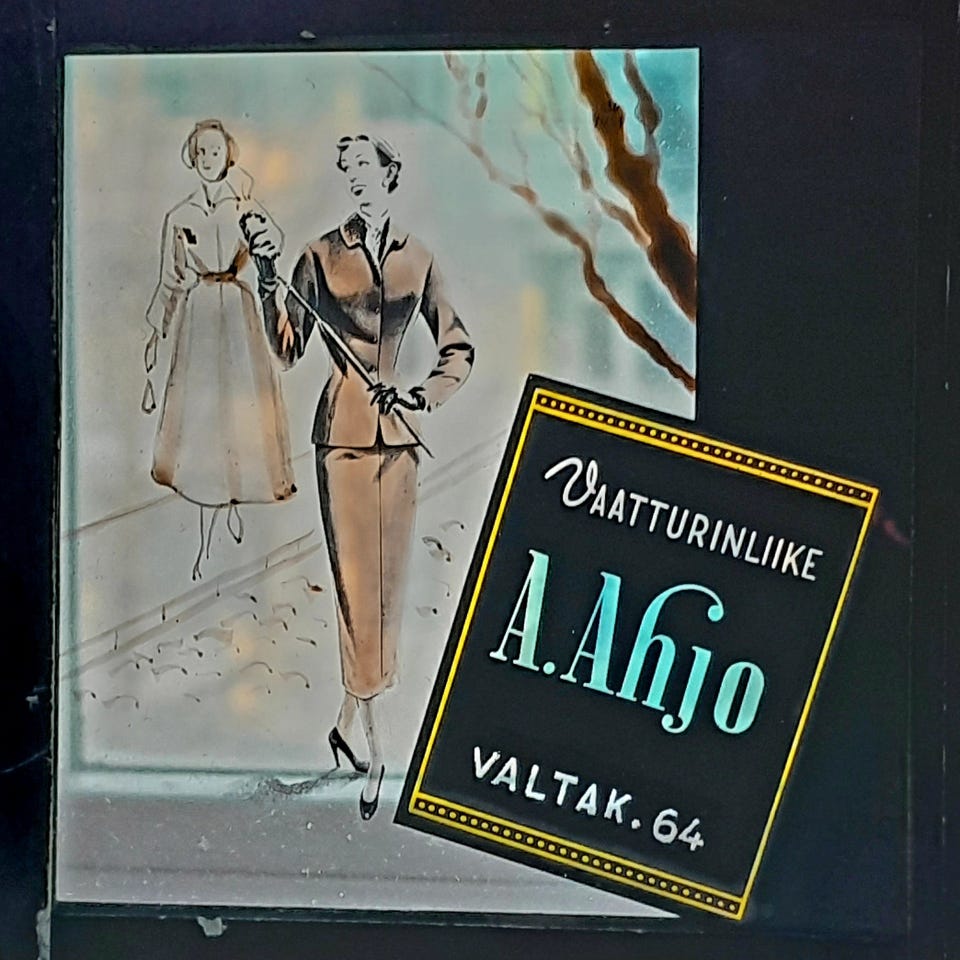 VAATTURINLIIKE
A. Ahjo
VALTAK. 64